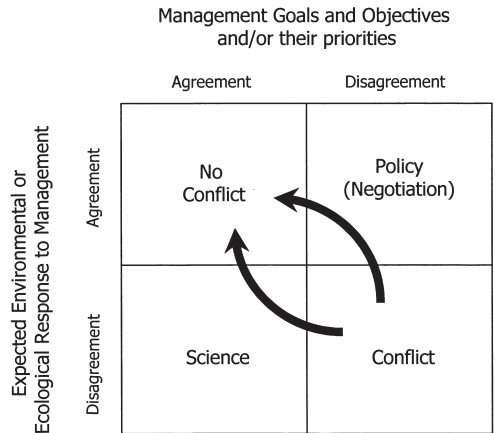 Management Goals and Objectives
and/or their priorities
Agreement
Disagreement
Expected Environmental or
Ecological Response to Management
Agreement
No
Conflict
Policy
(Negotiation)
Disagreement
Science
Conflict